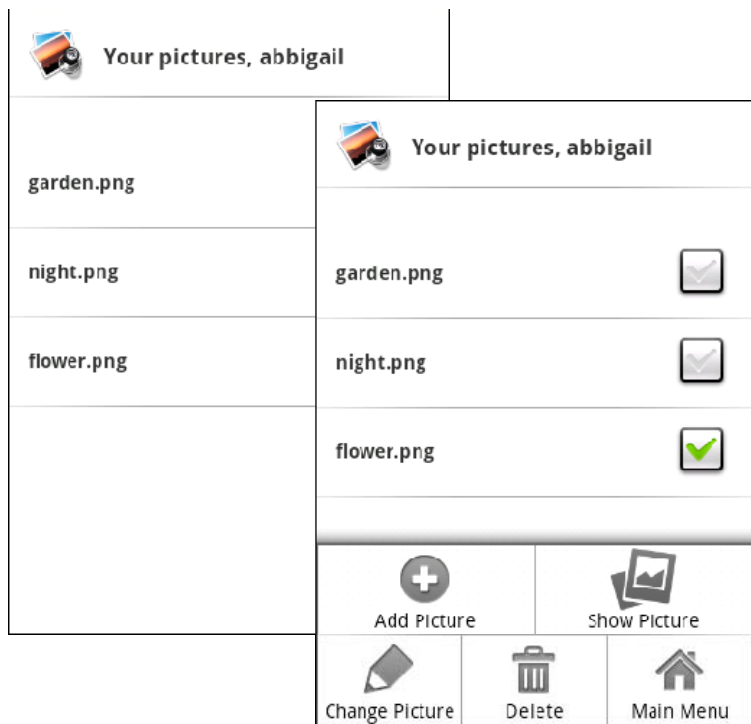 Your pictures, abbigail
garden.png
night.png
flower.png
Your pictures, abbigail
garden.png
night.png
flower.png
Add Picture
Show Picture
Change Picture
Delete
Main Menu